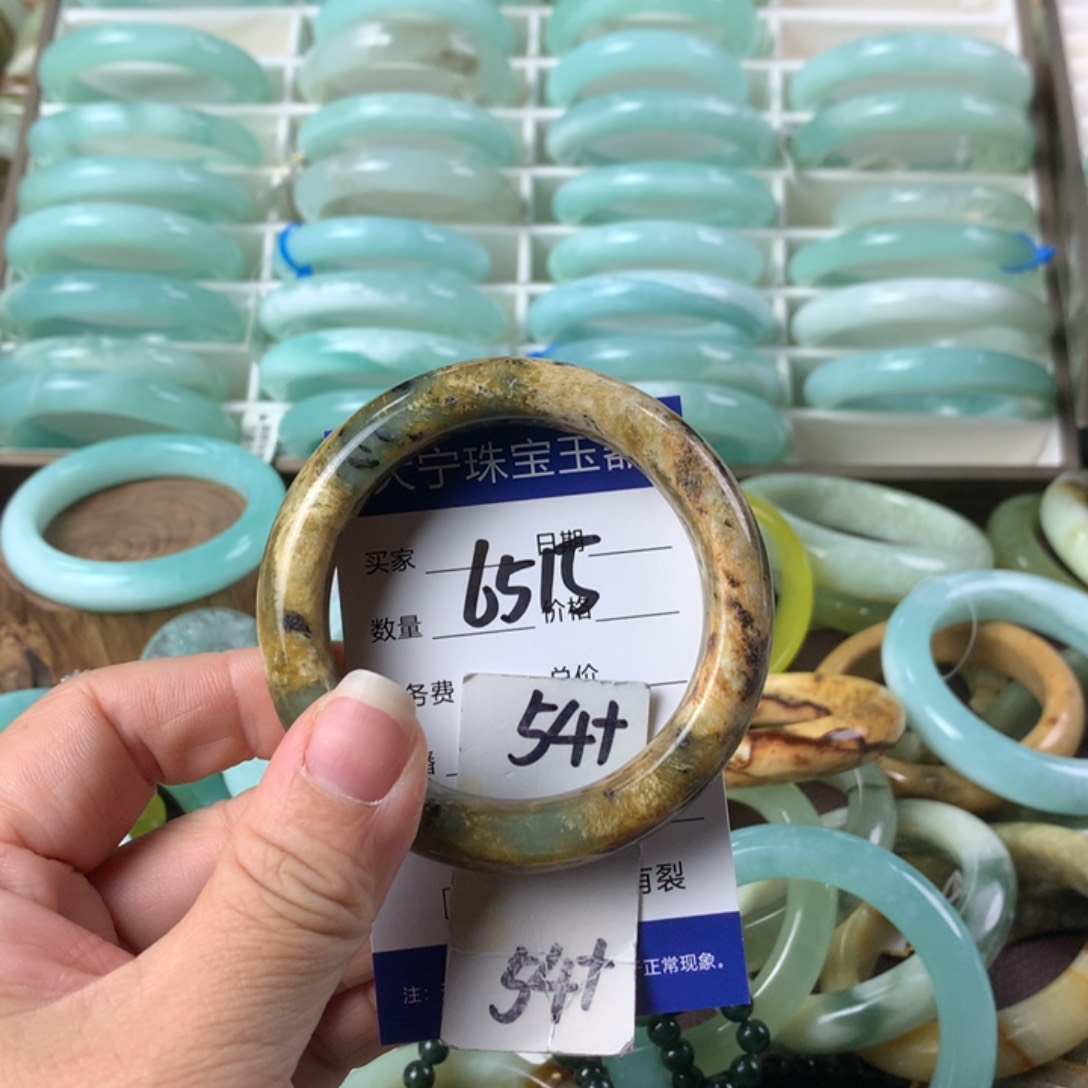 天宁珠宝玉器
买家
日期
6515
数量
价格
务费
总价
54+
有裂
54+
注:
正常现象。